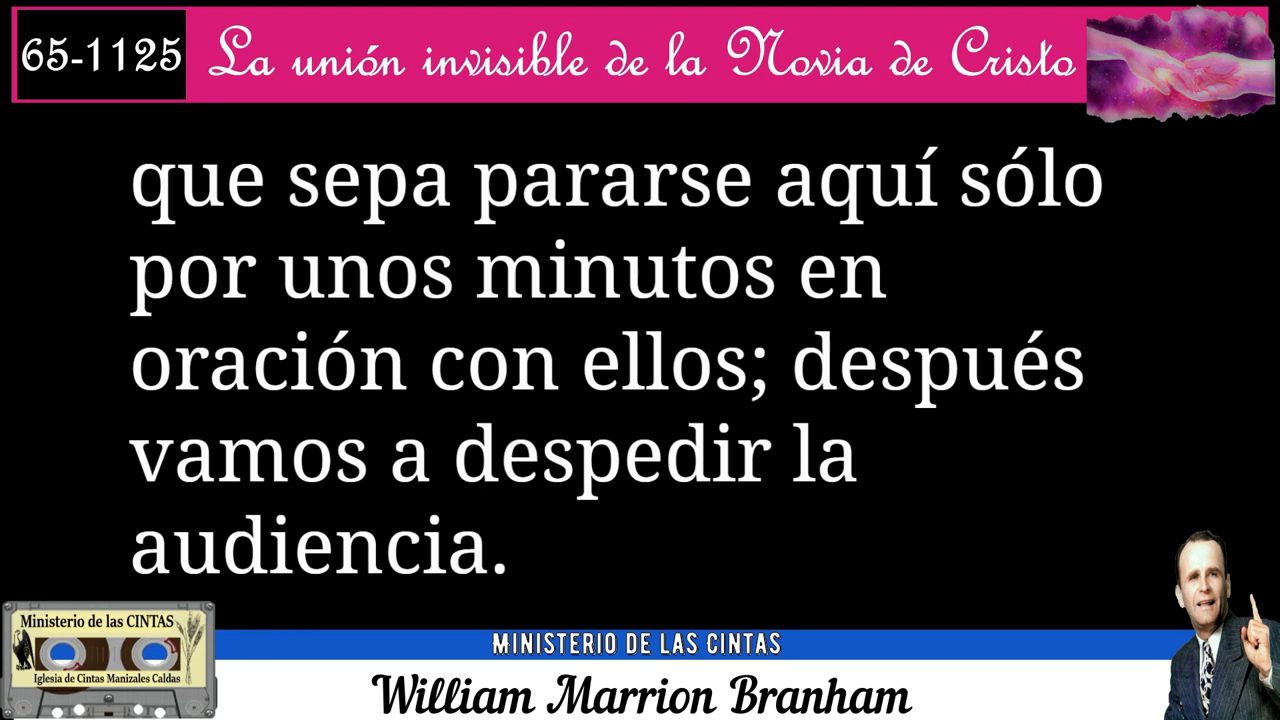 65-1125 La unión invisible de la Novia de Cristo
que sepa pararse aquí sólo
por unos minutos en
oración con ellos; después
vamos a despedir la
audiencia.
Ministerio de las CINTAS
Iglesia de Cintas Manizales Caldas
MINISTERIO DE LAS CINTAS
William Marrion Branham